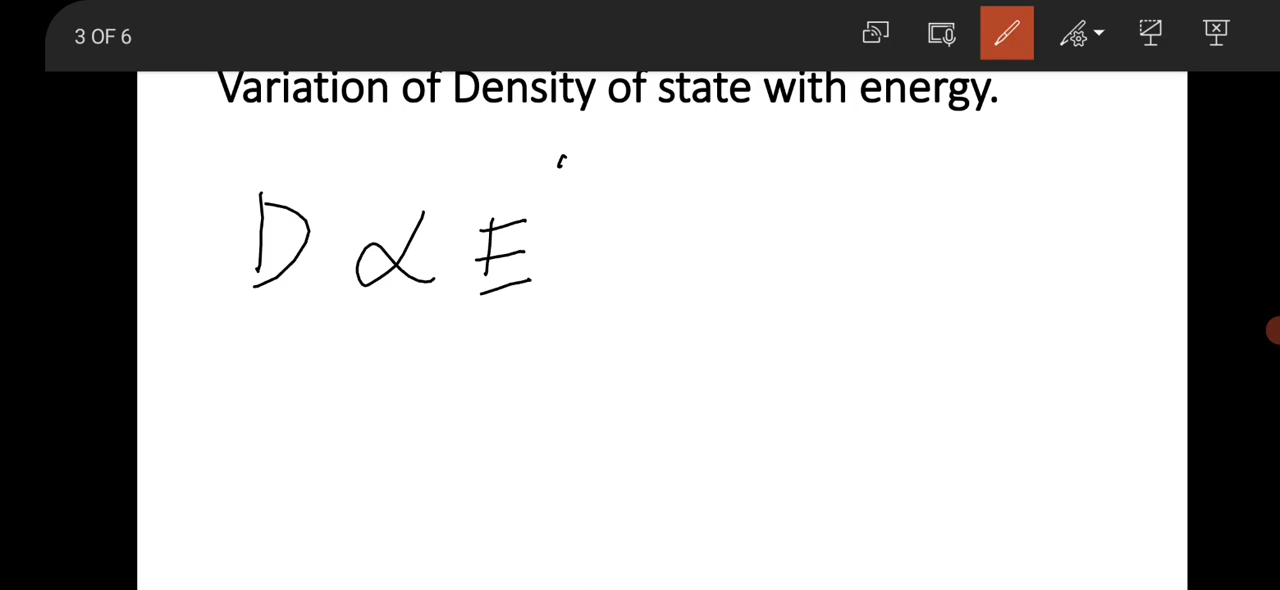 3 OF 6
Variation of Density of state with energy.
D ∝ E